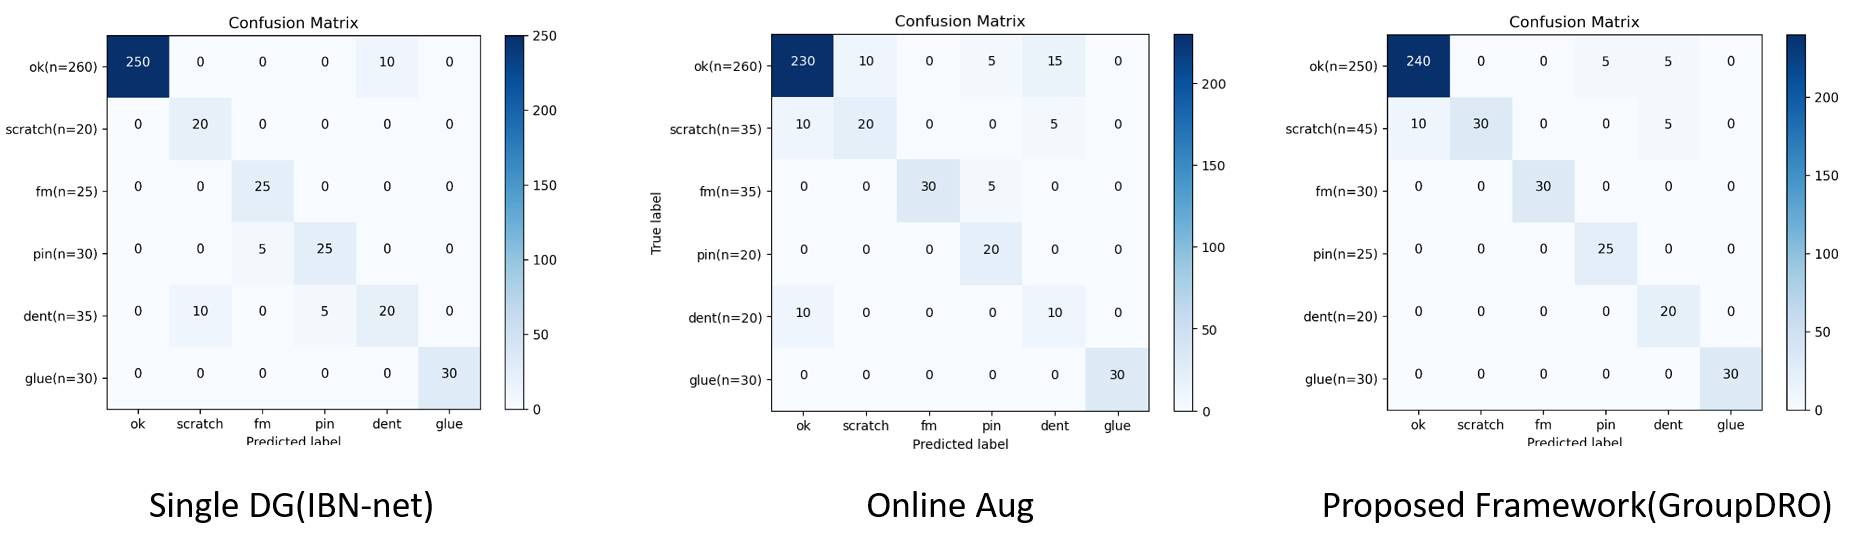 Confusion Matrix
ok(n=260) 250 0 0 0 10 0
scratch(n=20) 0 20 0 0 0 0
fm(n=25) 0 0 25 0 0 0
pin(n=30) 0 0 5 25 0 0
dent(n=35) 0 10 0 5 20 0
glue(n=30) 0 0 0 0 0 30
ok scratch fm pin dent glue
Predicted label
250
200
150
100
50
0
Single DG(IBN-net)
Confusion Matrix
True label
ok(n=260) 230 10 0 5 15 0
scratch(n=35) 10 20 0 0 5 0
fm(n=35) 0 0 30 5 0 0
pin(n=20) 0 0 0 20 0 0
dent(n=20) 10 0 0 0 10 0
glue(n=30) 0 0 0 0 0 30
ok scratch fm pin dent glue
Predicted label
200
150
100
50
0
Online Aug
Confusion Matrix
ok(n=250) 240 0 0 5 5 0
scratch(n=45) 10 30 0 0 5 0
fm(n=30) 0 0 30 0 0 0
pin(n=25) 0 0 0 25 0 0
dent(n=20) 0 0 0 0 20 0
glue(n=30) 0 0 0 0 0 30
ok scratch fm pin dent glue
Predicted label
200
150
100
50
0
Proposed Framework(GroupDRO)